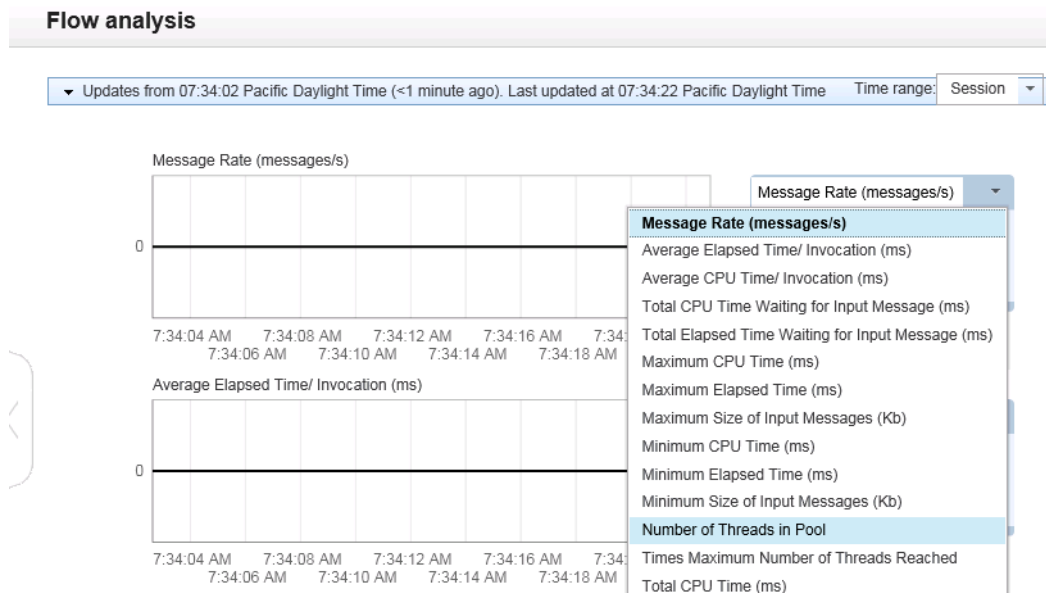 Flow analysis
Updates from 07:34:02 Pacific Daylight Time (<1 minute ago). Last updated at 07:34:22 Pacific Daylight Time Time range: Session
Message Rate (messages/s)
Message Rate (messages/s)
0
7:34:04 AM 7:34:08 AM 7:34:12 AM 7:34:16 AM 7:34:
7:34:06 AM 7:34:10 AM 7:34:14 AM 7:34:18 AM
Average Elapsed Time/ Invocation (ms)
0
7:34:04 AM 7:34:08 AM 7:34:12 AM 7:34:16 AM 7:34:
7:34:06 AM 7:34:10 AM 7:34:14 AM 7:34:18 AM
Message Rate (messages/s)
Average Elapsed Time/ Invocation (ms)
Average CPU Time/ Invocation (ms)
Total CPU Time Waiting for Input Message (ms)
Total Elapsed Time Waiting for Input Message (ms)
Maximum CPU Time (ms)
Maximum Elapsed Time (ms)
Maximum Size of Input Messages (Kb)
Minimum CPU Time (ms)
Minimum Elapsed Time (ms)
Minimum Size of Input Messages (Kb)
Number of Threads in Pool
Times Maximum Number of Threads Reached
Total CPU Time (ms)